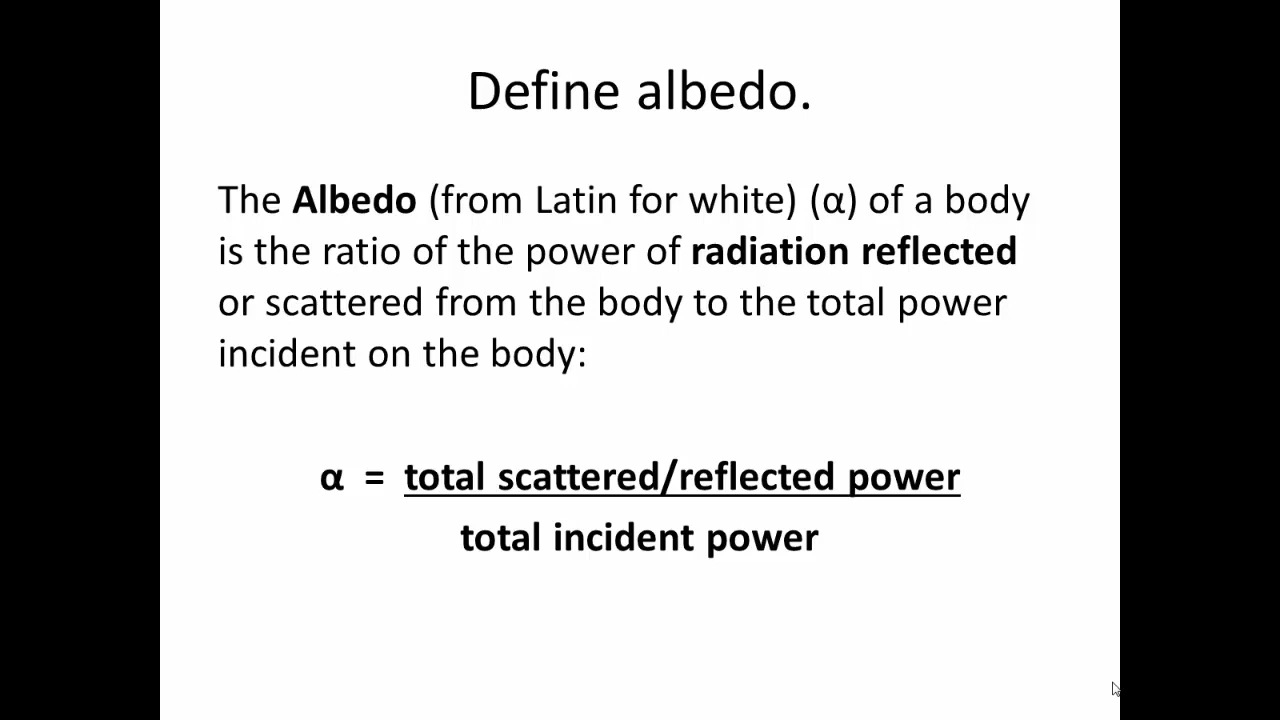 Define albedo.
The Albedo (from Latin for white) (α) of a body
is the ratio of the power of radiation reflected
or scattered from the body to the total power
incident on the body:
α = total scattered/reflected power
total incident power